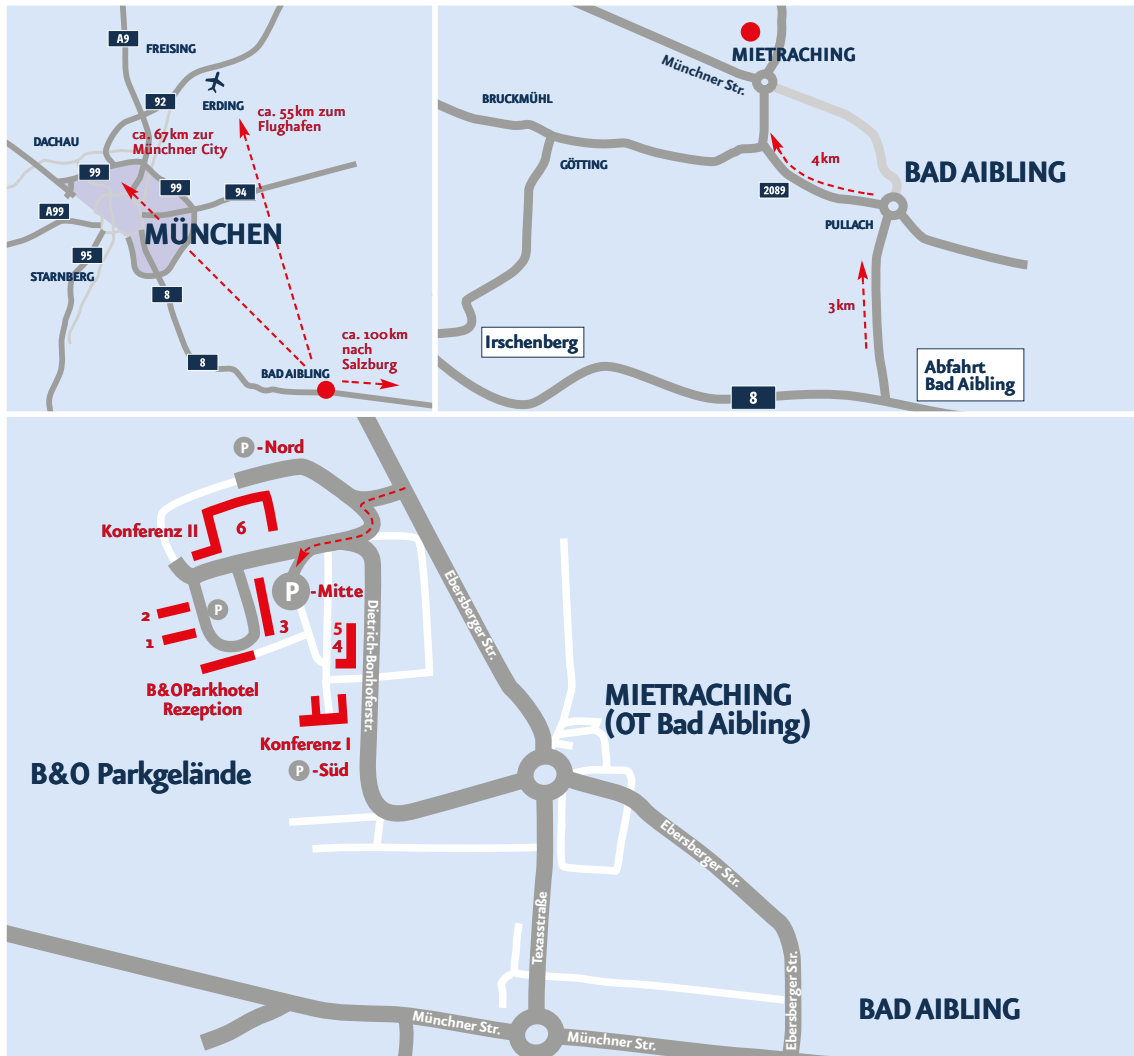 A9
FREISING
92
ERDING
ca. 55km zum
Flughafen
DACHAU
ca. 67km zur
Münchner City
99
99
94
A99
MÜNCHEN
95
STARNBERG
8
8
ca. 100km
nach
Salzburg
BAD AIBLING
MIETRACHING
Münchner Str.
BRUCKMÜHL
GÖTTING
4km
BAD AIBLING
2089
PULLACH
3km
Irschenberg
Abfahrt
Bad Aibling
8
P -Nord
Konferenz II
6
P -Mitte
P
2
1
3
5
4
B&OParkhotel
Rezeption
Konferenz I
P -Süd
B&O Parkgelände
Dietrich-Bonhoferstr.
Ebersberger Str.
MIETRACHING
(OT Bad Aibling)
Ebersberger Str.
Texasstraße
Ebersberger Str.
BAD AIBLING
Münchner Str.
Münchner Str.